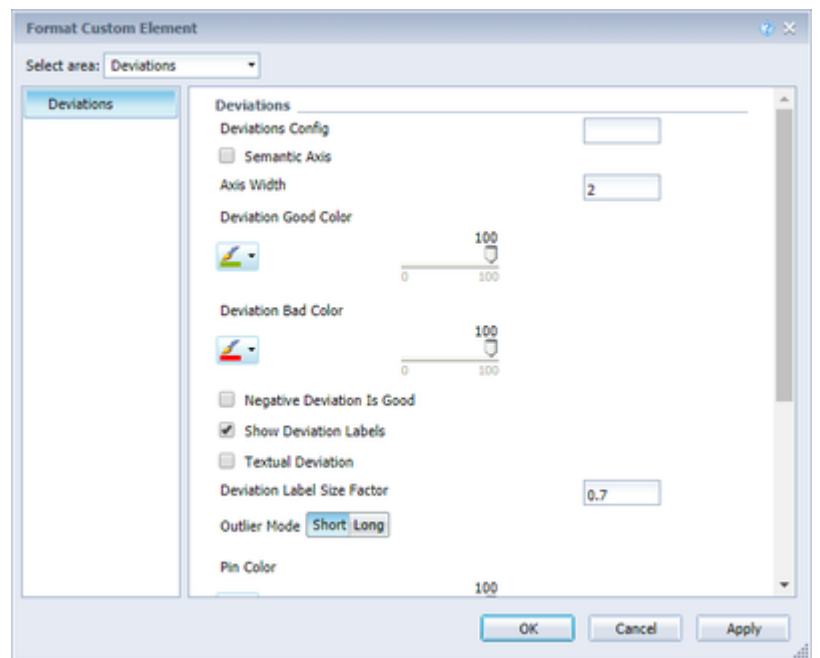 Format Custom Element
Select area: Deviations
Deviations
Deviations
Deviations Config
Semantic Axis
Axis Width 2
Deviation Good Color
100
0 100
Deviation Bad Color
100
0 100
Negative Deviation Is Good
Show Deviation Labels
Textual Deviation
Deviation Label Size Factor 0.7
Outlier Mode Short Long
Pin Color
100
OK Cancel Apply